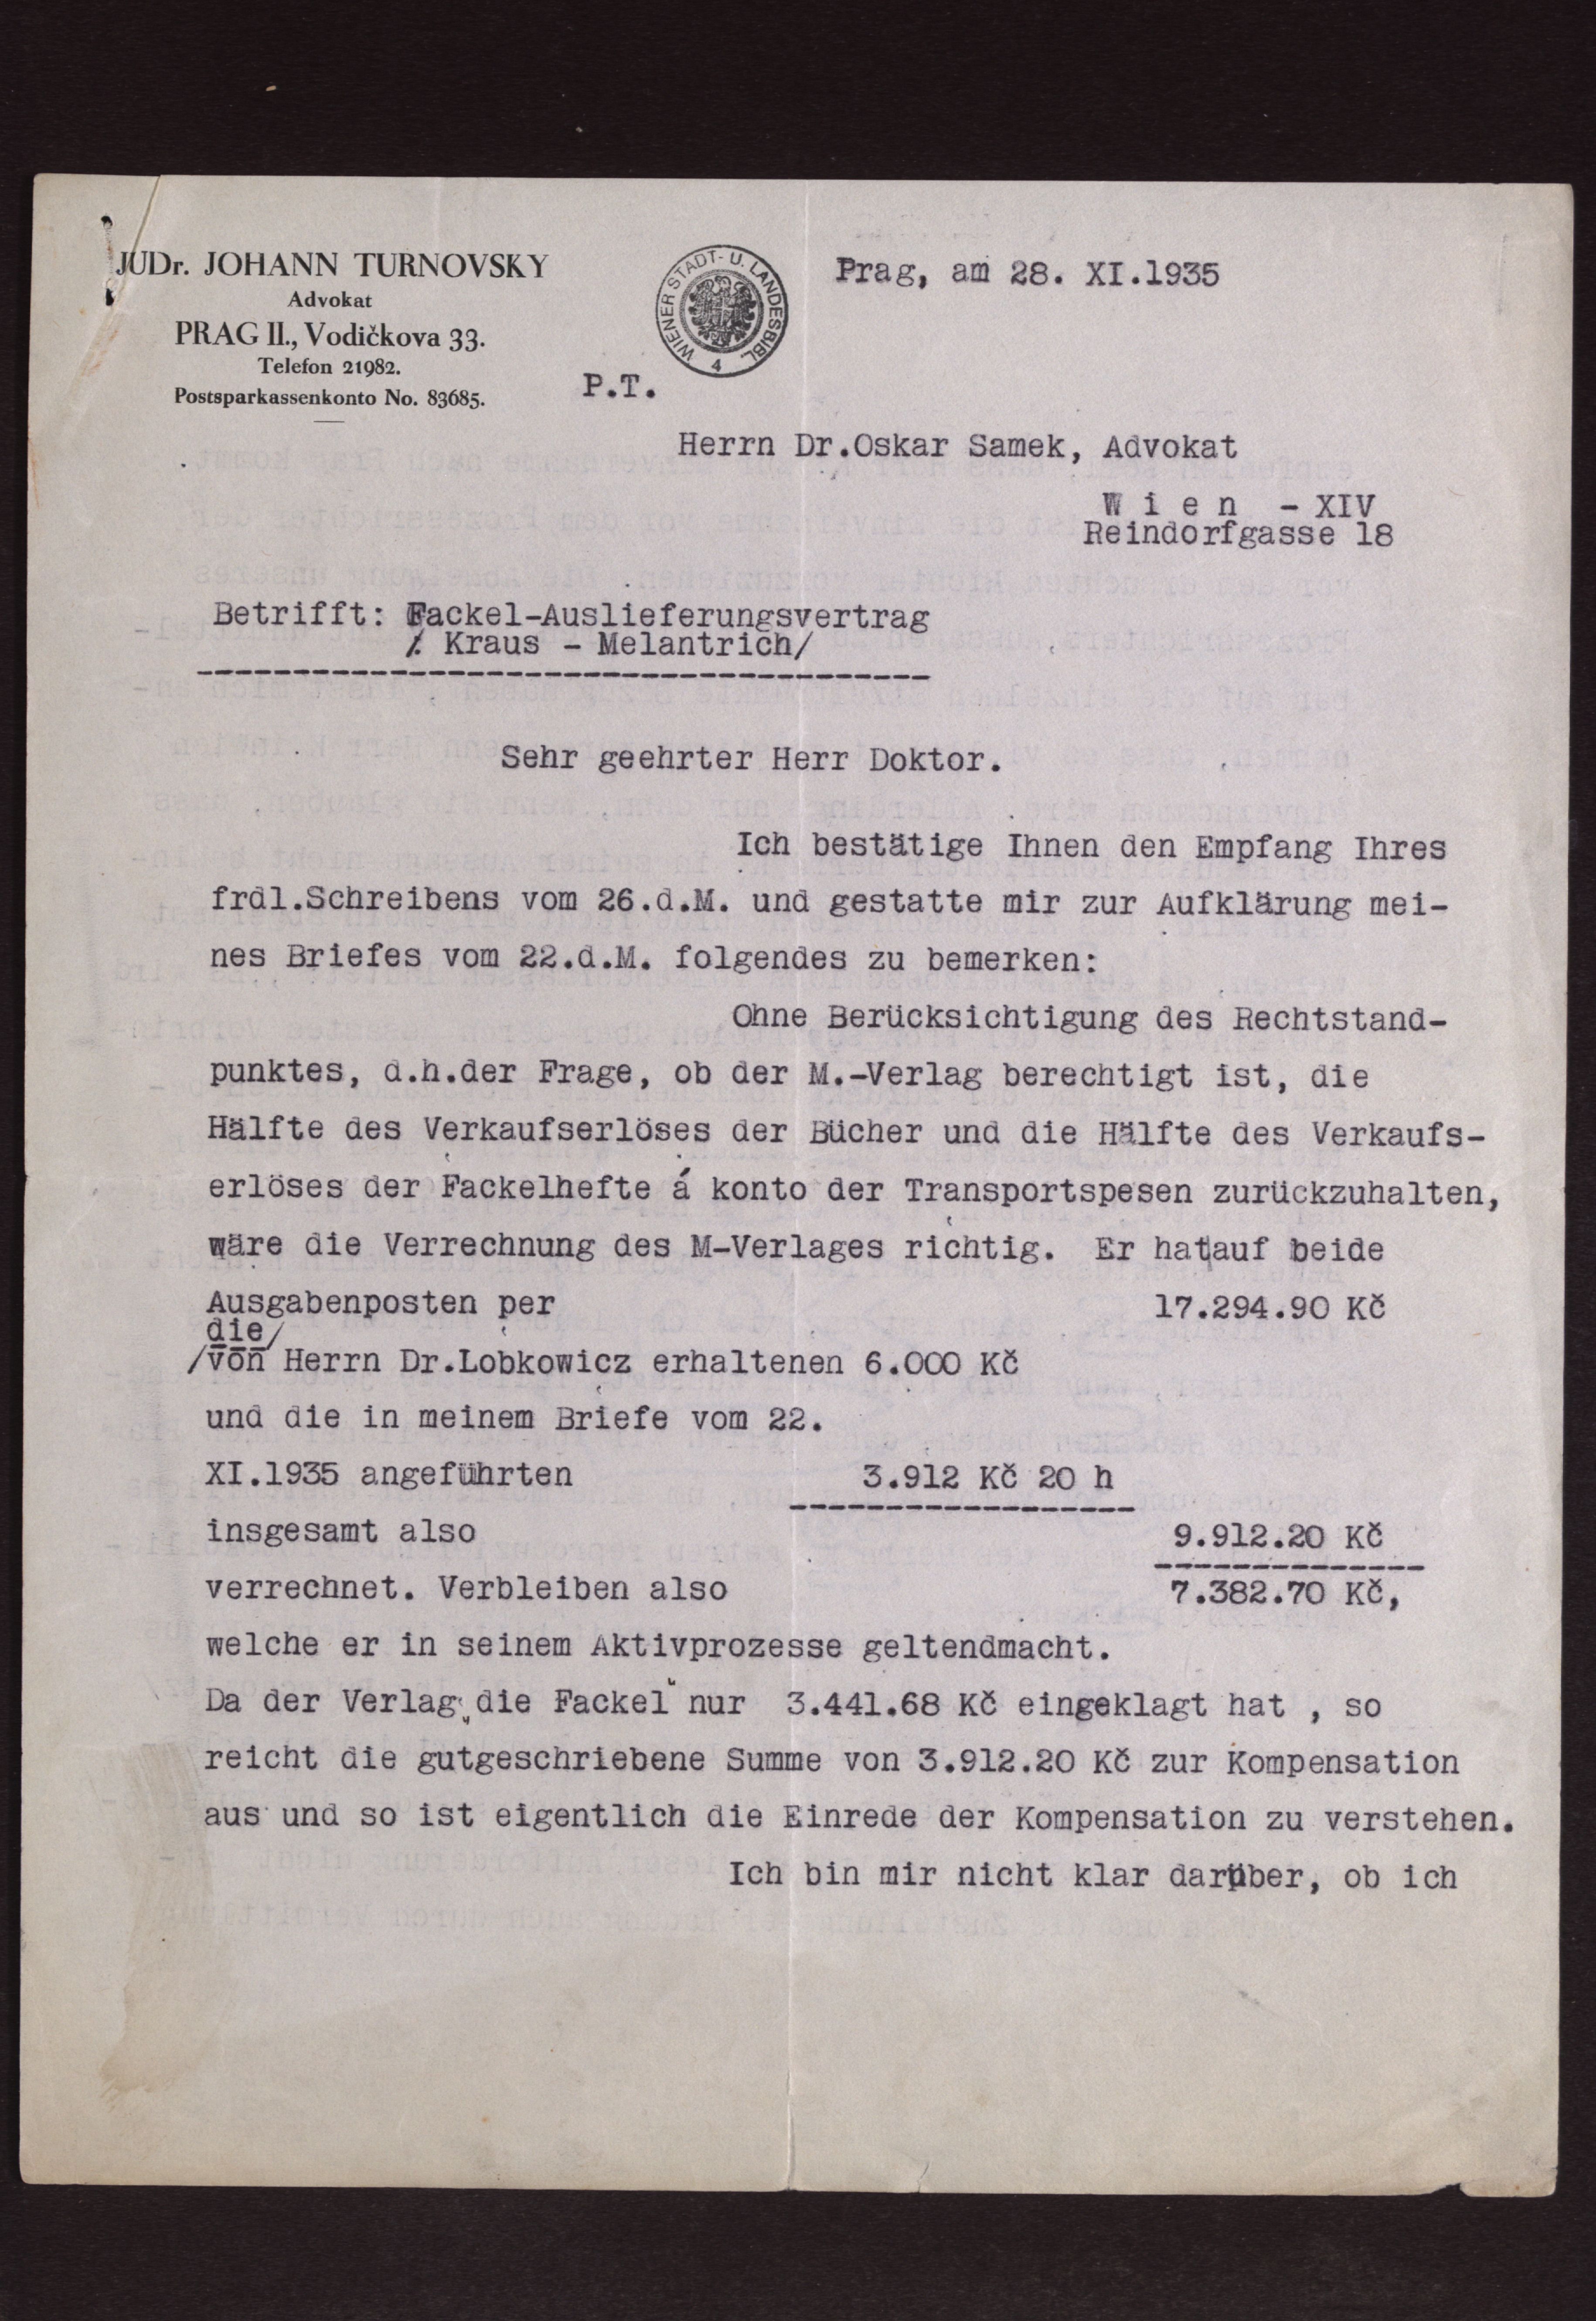 JUDr. JOHANN TURNOVSKY
Advokat
PRAG II., Vodičkova 33.
Telefon 21982.
Postsparkassenkonto No. 83685.
WIENER STADT- U. LANDESBIBL.
4
Prag, am 28. XI.1935
P.T.
Herrn Dr.Oskar Samek, Advokat
W i e n - XIV
Reindorfgasse 18
Betrifft: Fackel-Auslieferungsvertrag
/. Kraus - Melantrich/
Sehr geehrter Herr Doktor.
Ich bestätige Ihnen den Empfang Ihres
frdl.Schreibens vom 26.d.M. und gestatte mir zur Aufklärung mei-
nes Briefes vom 22.d.M. folgendes zu bemerken:
Ohne Berücksichtigung des Rechtstand-
punktes, d.h.der Frage, ob der M.-Verlag berechtigt ist, die
Hälfte des Verkaufserlöses der Bücher und die Hälfte des Verkaufs-
erlöses der Fackelhefte á konto der Transportspesen zurückzuhalten,
wäre die Verrechnung des M-Verlages richtig. Er hat|auf beide
Ausgabenposten per 17.294.90 Kč
die/
/von Herrn Dr.Lobkowicz erhaltenen 6.000 Kč
und die in meinem Briefe vom 22.
XI.1935 angeführten 3.912 Kč 20 h
insgesamt also 9.912.20 Kč
verrechnet. Verbleiben also 7.382.70 Kč,
welche er in seinem Aktivprozesse geltendmacht.
Da der Verlag „die Fackel" nur 3.441.68 Kč eingeklagt hat , so
reicht die gutgeschriebene Summe von 3.912.20 Kč zur Kompensation
aus und so ist eigentlich die Einrede der Kompensation zu verstehen.
Ich bin mir nicht klar darüber, ob ich